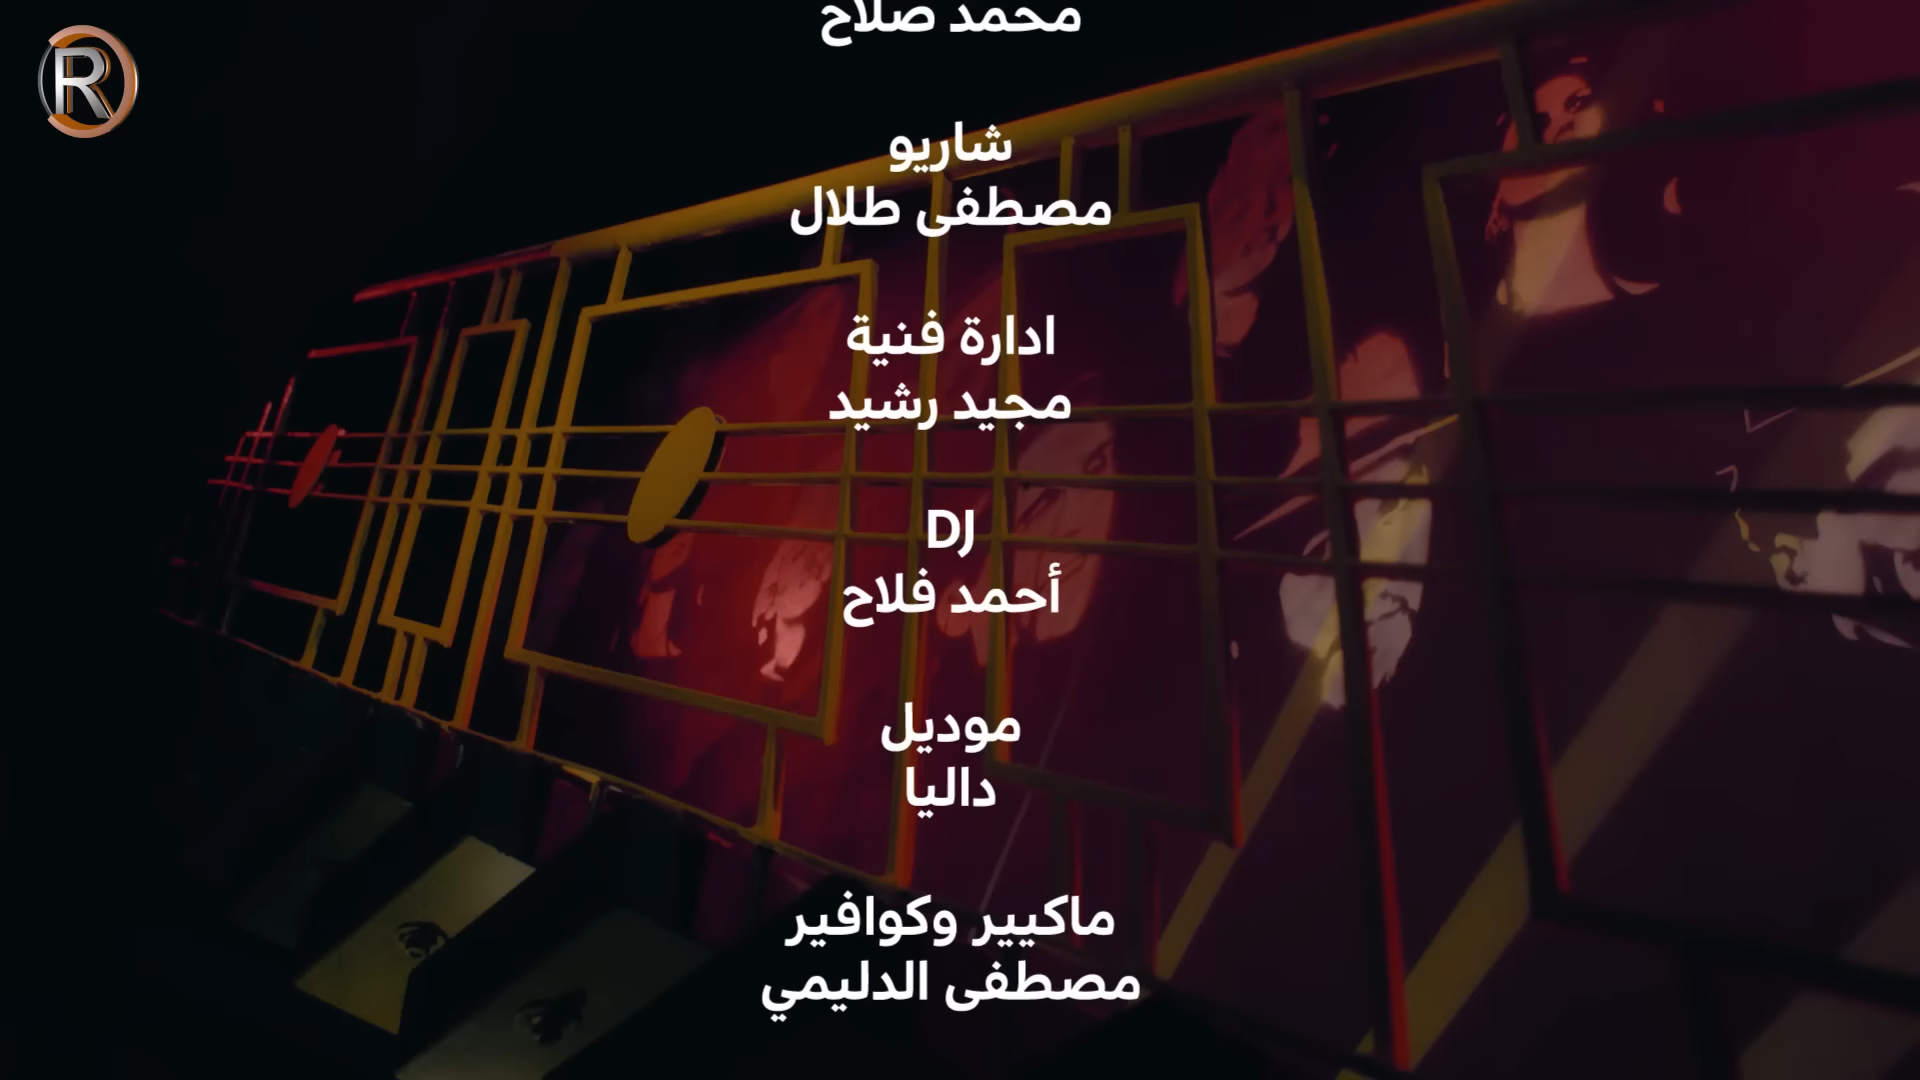 R
محمد صلاح
شاريو
مصطفى طلال
ادارة فنية
مجيد رشيد
DJ
أحمد فلاح
موديل
داليا
ماكيير وكوافير
مصطفى الدليمي